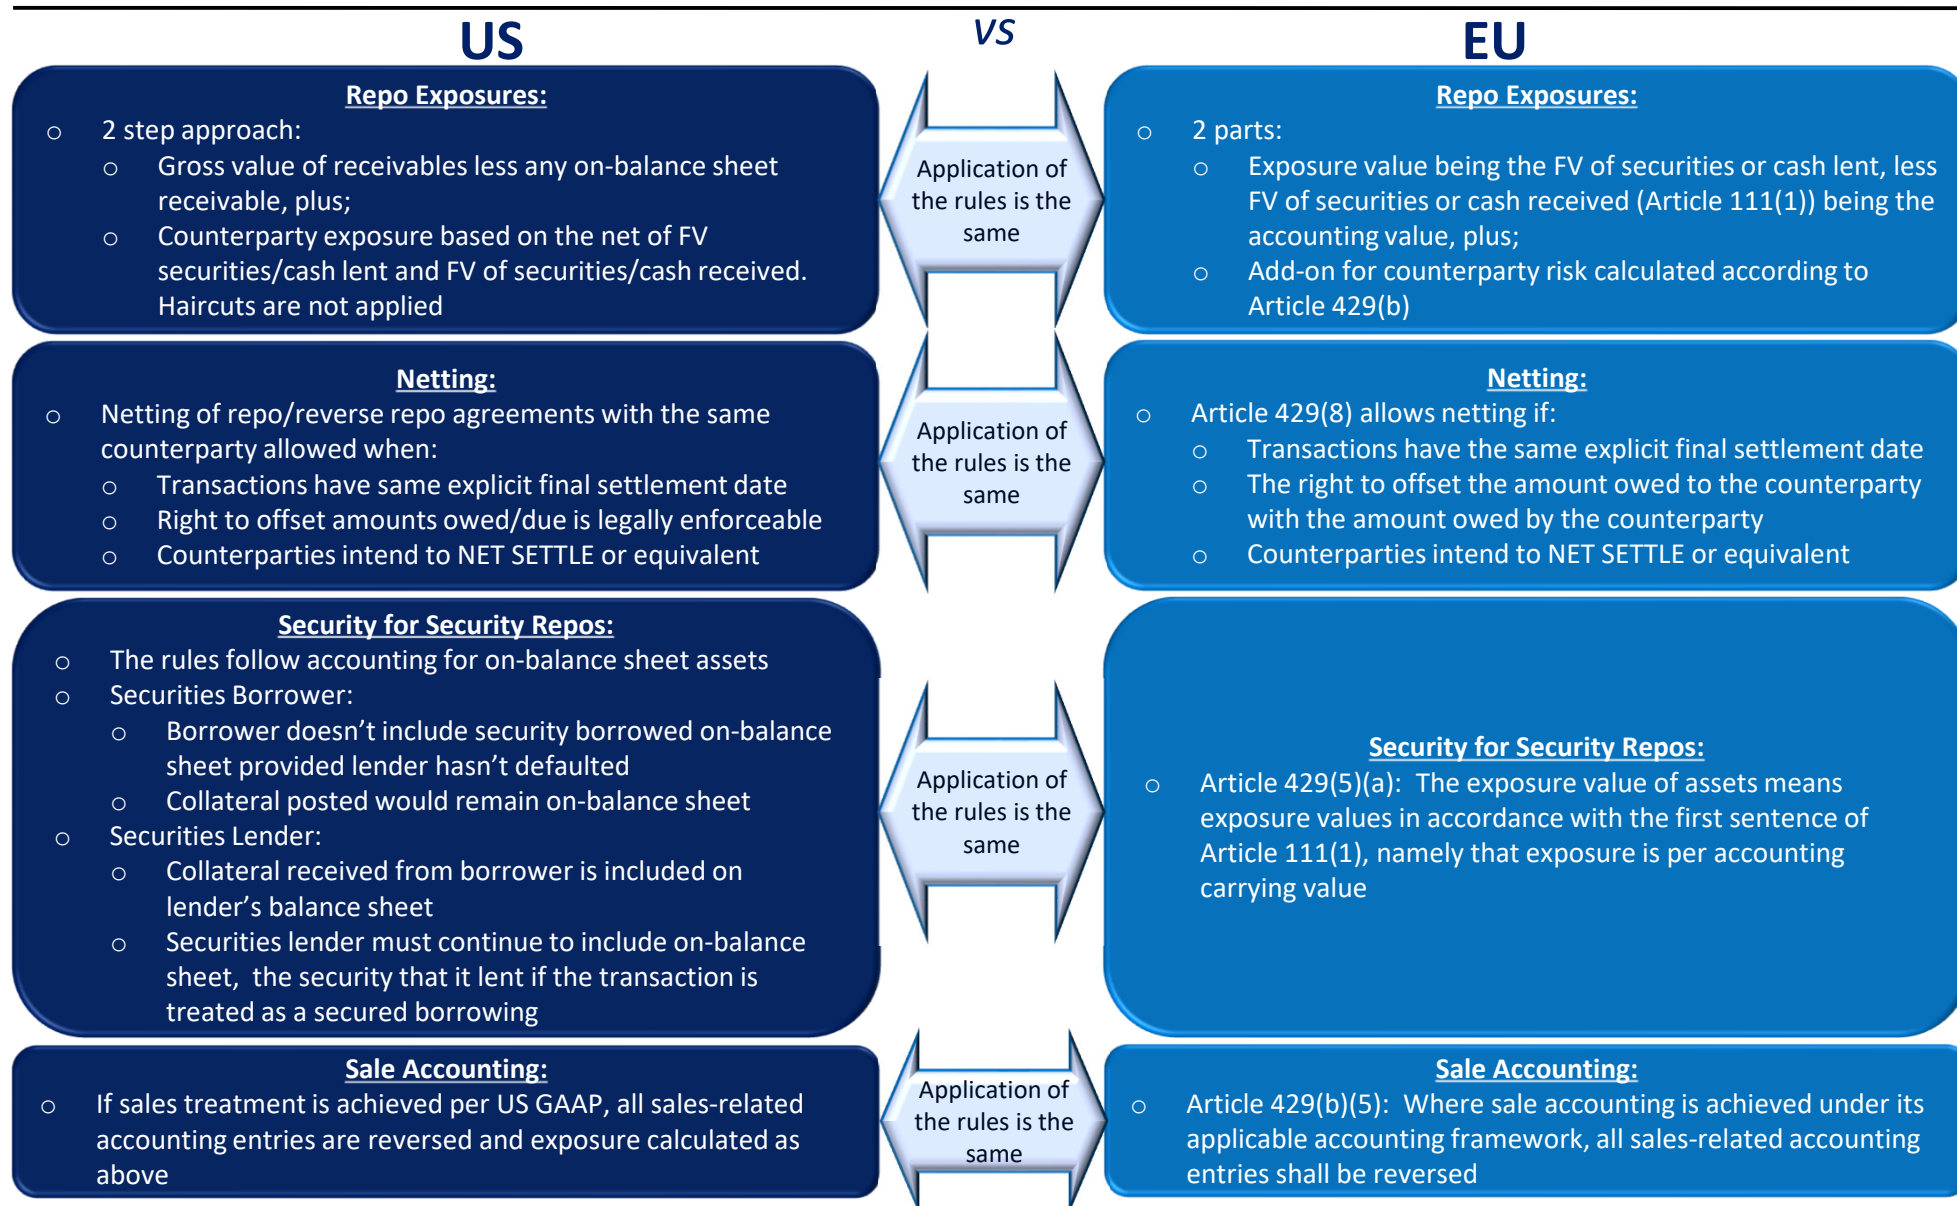 US
vs
EU
Repo Exposures:
o 2 step approach:
o Gross value of receivables less any on-balance sheet
receivable, plus;
o Counterparty exposure based on the net of FV
securities/cash lent and FV of securities/cash received.
Haircuts are not applied
Application of
the rules is the
same
Repo Exposures:
o 2 parts:
o Exposure value being the FV of securities or cash lent, less
FV of securities or cash received (Article 111(1)) being the
accounting value, plus;
o Add-on for counterparty risk calculated according to
Article 429(b)
Netting:
o Netting of repo/reverse repo agreements with the same
counterparty allowed when:
o Transactions have same explicit final settlement date
o Right to offset amounts owed/due is legally enforceable
o Counterparties intend to NET SETTLE or equivalent
Application of
the rules is the
same
Netting:
o Article 429(8) allows netting if:
o Transactions have the same explicit final settlement date
o The right to offset the amount owed to the counterparty
with the amount owed by the counterparty
o Counterparties intend to NET SETTLE or equivalent
Security for Security Repos:
o The rules follow accounting for on-balance sheet assets
o Securities Borrower:
o Borrower doesn’t include security borrowed on-balance
sheet provided lender hasn’t defaulted
o Collateral posted would remain on-balance sheet
o Securities Lender:
o Collateral received from borrower is included on
lender’s balance sheet
o Securities lender must continue to include on-balance
sheet, the security that it lent if the transaction is
treated as a secured borrowing
Application of
the rules is the
same
Security for Security Repos:
o Article 429(5)(a): The exposure value of assets means
exposure values in accordance with the first sentence of
Article 111(1), namely that exposure is per accounting
carrying value
Sale Accounting:
o If sales treatment is achieved per US GAAP, all sales-related
accounting entries are reversed and exposure calculated as
above
Application of
the rules is the
same
Sale Accounting:
o Article 429(b)(5): Where sale accounting is achieved under its
applicable accounting framework, all sales-related accounting
entries shall be reversed